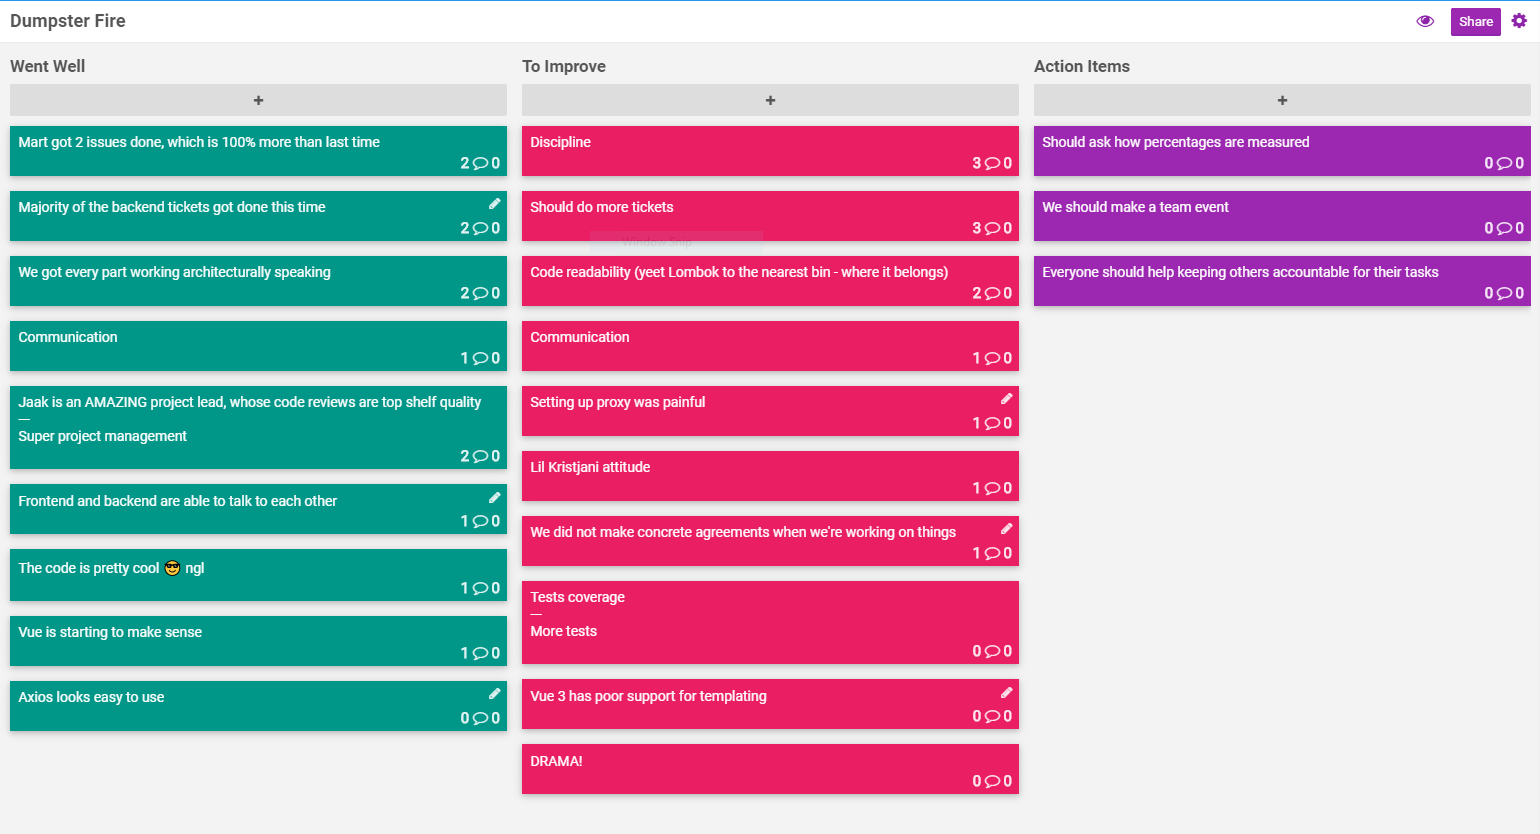 Dumpster Fire
Share
Went Well
+
Mart got 2 issues done, which is 100% more than last time
2 0
Majority of the backend tickets got done this time
2 0
We got every part working architecturally speaking
2 0
Communication
1 0
Jaak is an AMAZING project lead, whose code reviews are top shelf quality
—
Super project management
2 0
Frontend and backend are able to talk to each other
1 0
The code is pretty cool 😎 ngl
1 0
Vue is starting to make sense
1 0
Axios looks easy to use
0 0
To Improve
+
Discipline
3 0
Should do more tickets
3 0
Window Snip
Code readability (yeet Lombok to the nearest bin - where it belongs)
2 0
Communication
1 0
Setting up proxy was painful
1 0
Lil Kristjani attitude
1 0
We did not make concrete agreements when we're working on things
1 0
Tests coverage
—
More tests
0 0
Vue 3 has poor support for templating
0 0
DRAMA!
0 0
Action Items
+
Should ask how percentages are measured
0 0
We should make a team event
0 0
Everyone should help keeping others accountable for their tasks
0 0